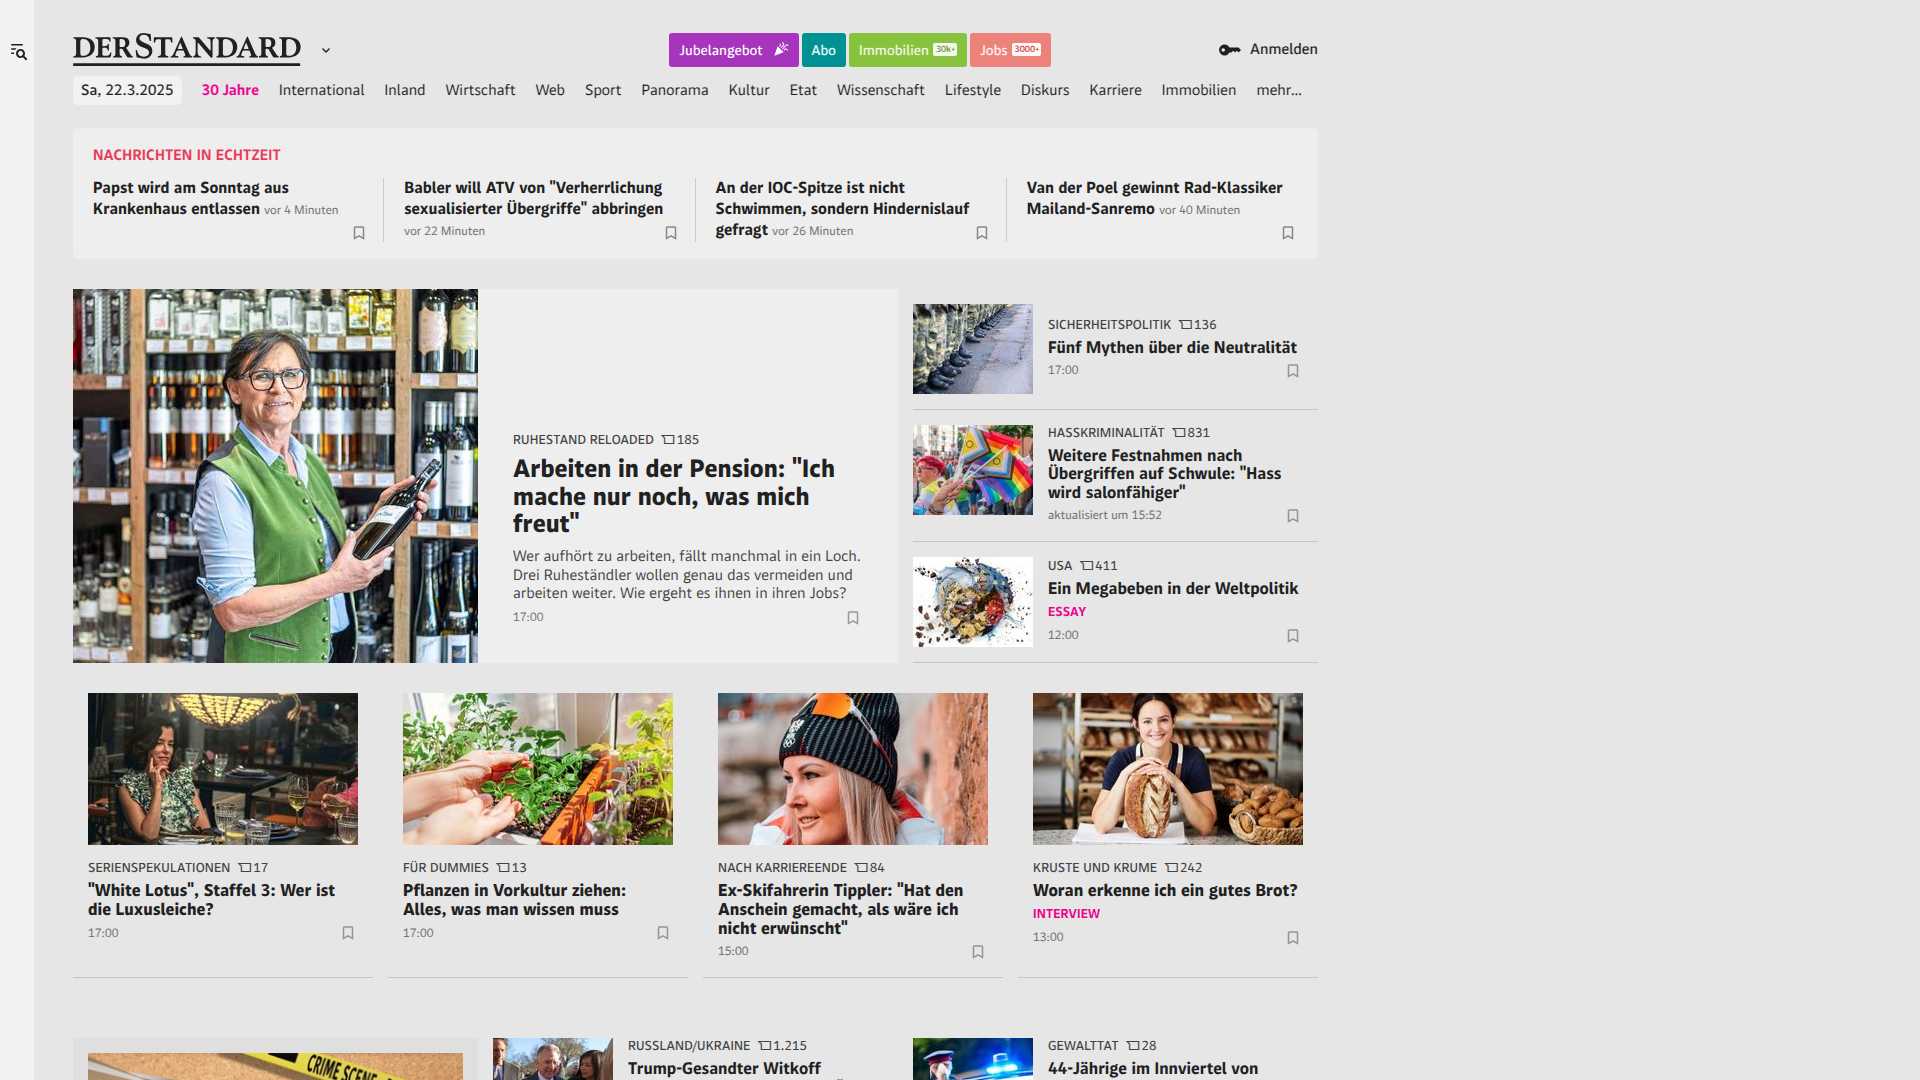 DERSTANDARD
Jubelangebot
Abo
Immobilien 30k+
Jobs 3000+
Anmelden
Sa, 22.3.2025
30 Jahre
International
Inland
Wirtschaft
Web
Sport
Panorama
Kultur
Etat
Wissenschaft
Lifestyle
Diskurs
Karriere
Immobilien
mehr...
NACHRICHTEN IN ECHTZEIT
Papst wird am Sonntag aus
Krankenhaus entlassen vor 4 Minuten
Babler will ATV von "Verherrlichung
sexualisierter Übergriffe" abbringen
vor 22 Minuten
An der IOC-Spitze ist nicht
Schwimmen, sondern Hindernislauf
gefragt vor 26 Minuten
Van der Poel gewinnt Rad-Klassiker
Mailand-Sanremo vor 40 Minuten
RUHESTAND RELOADED 185
Arbeiten in der Pension: "Ich
mache nur noch, was mich
freut"
Wer aufhört zu arbeiten, fällt manchmal in ein Loch.
Drei Ruheständler wollen genau das vermeiden und
arbeiten weiter. Wie ergeht es ihnen in ihren Jobs?
17:00
SICHERHEITSPOLITIK 136
Fünf Mythen über die Neutralität
17:00
HASSKRIMINALITÄT 831
Weitere Festnahmen nach
Übergriffen auf Schwule: "Hass
wird salonfähiger"
aktualisiert um 15:52
USA 411
Ein Megabeben in der Weltpolitik
ESSAY
12:00
SERIENSPEKULATIONEN 17
"White Lotus", Staffel 3: Wer ist
die Luxusleiche?
17:00
FÜR DUMMIES 13
Pflanzen in Vorkultur ziehen:
Alles, was man wissen muss
17:00
NACH KARRIEREENDE 84
Ex-Skifahrerin Tippler: "Hat den
Anschein gemacht, als wäre ich
nicht erwünscht"
15:00
KRUSTE UND KRUME 242
Woran erkenne ich ein gutes Brot?
INTERVIEW
13:00
CRIME SCENE
RUSSLAND/UKRAINE 1.215
Trump-Gesandter Witkoff
GEWALTTAT 28
44-Jährige im Innviertel von